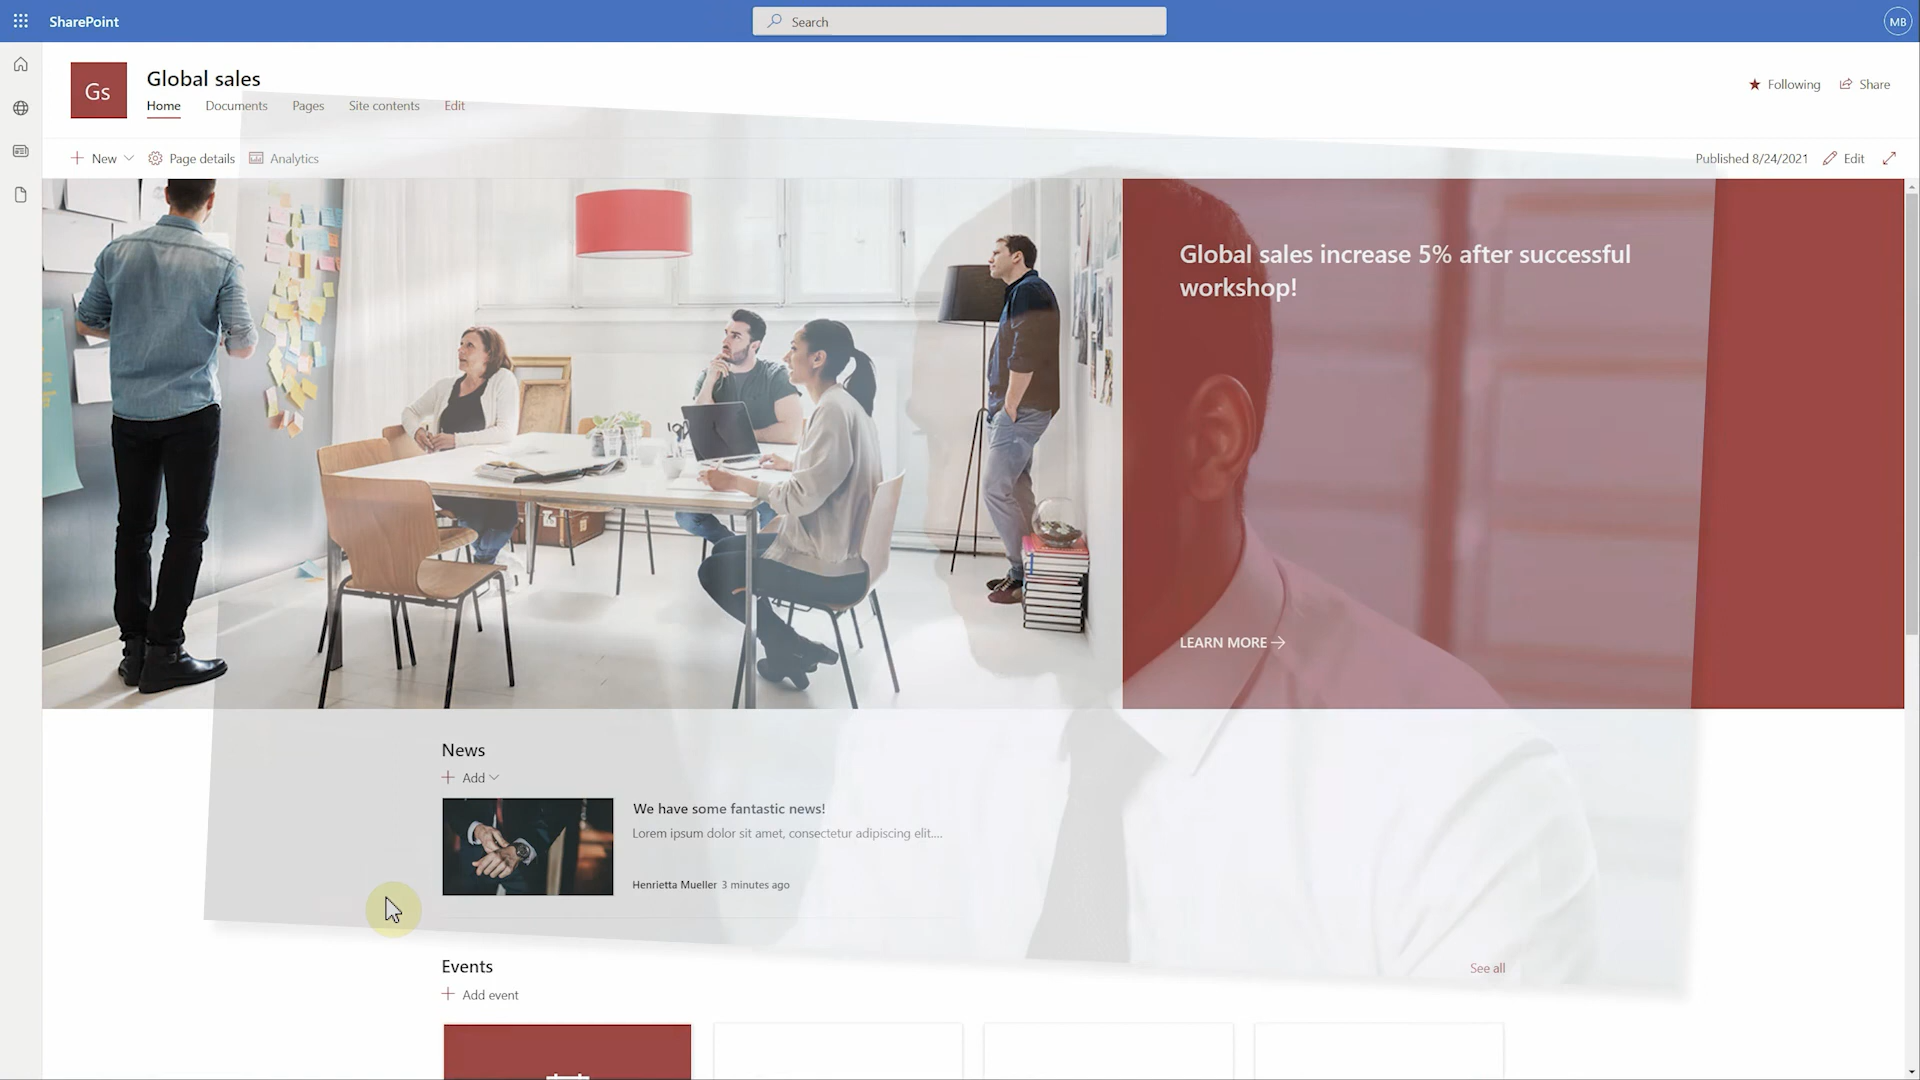 SharePoint
Search
MB
Gs
Global sales
Home Documents Pages Site contents Edit
Following Share
New Page details Analytics
Published 8/24/2021 Edit
Global sales increase 5% after successful
workshop!
LEARN MORE
News
Add
We have some fantastic news!
Lorem ipsum dolor sit amet, consectetur adipiscing elit....
Henrietta Mueller 3 minutes ago
Events
See all
Add event